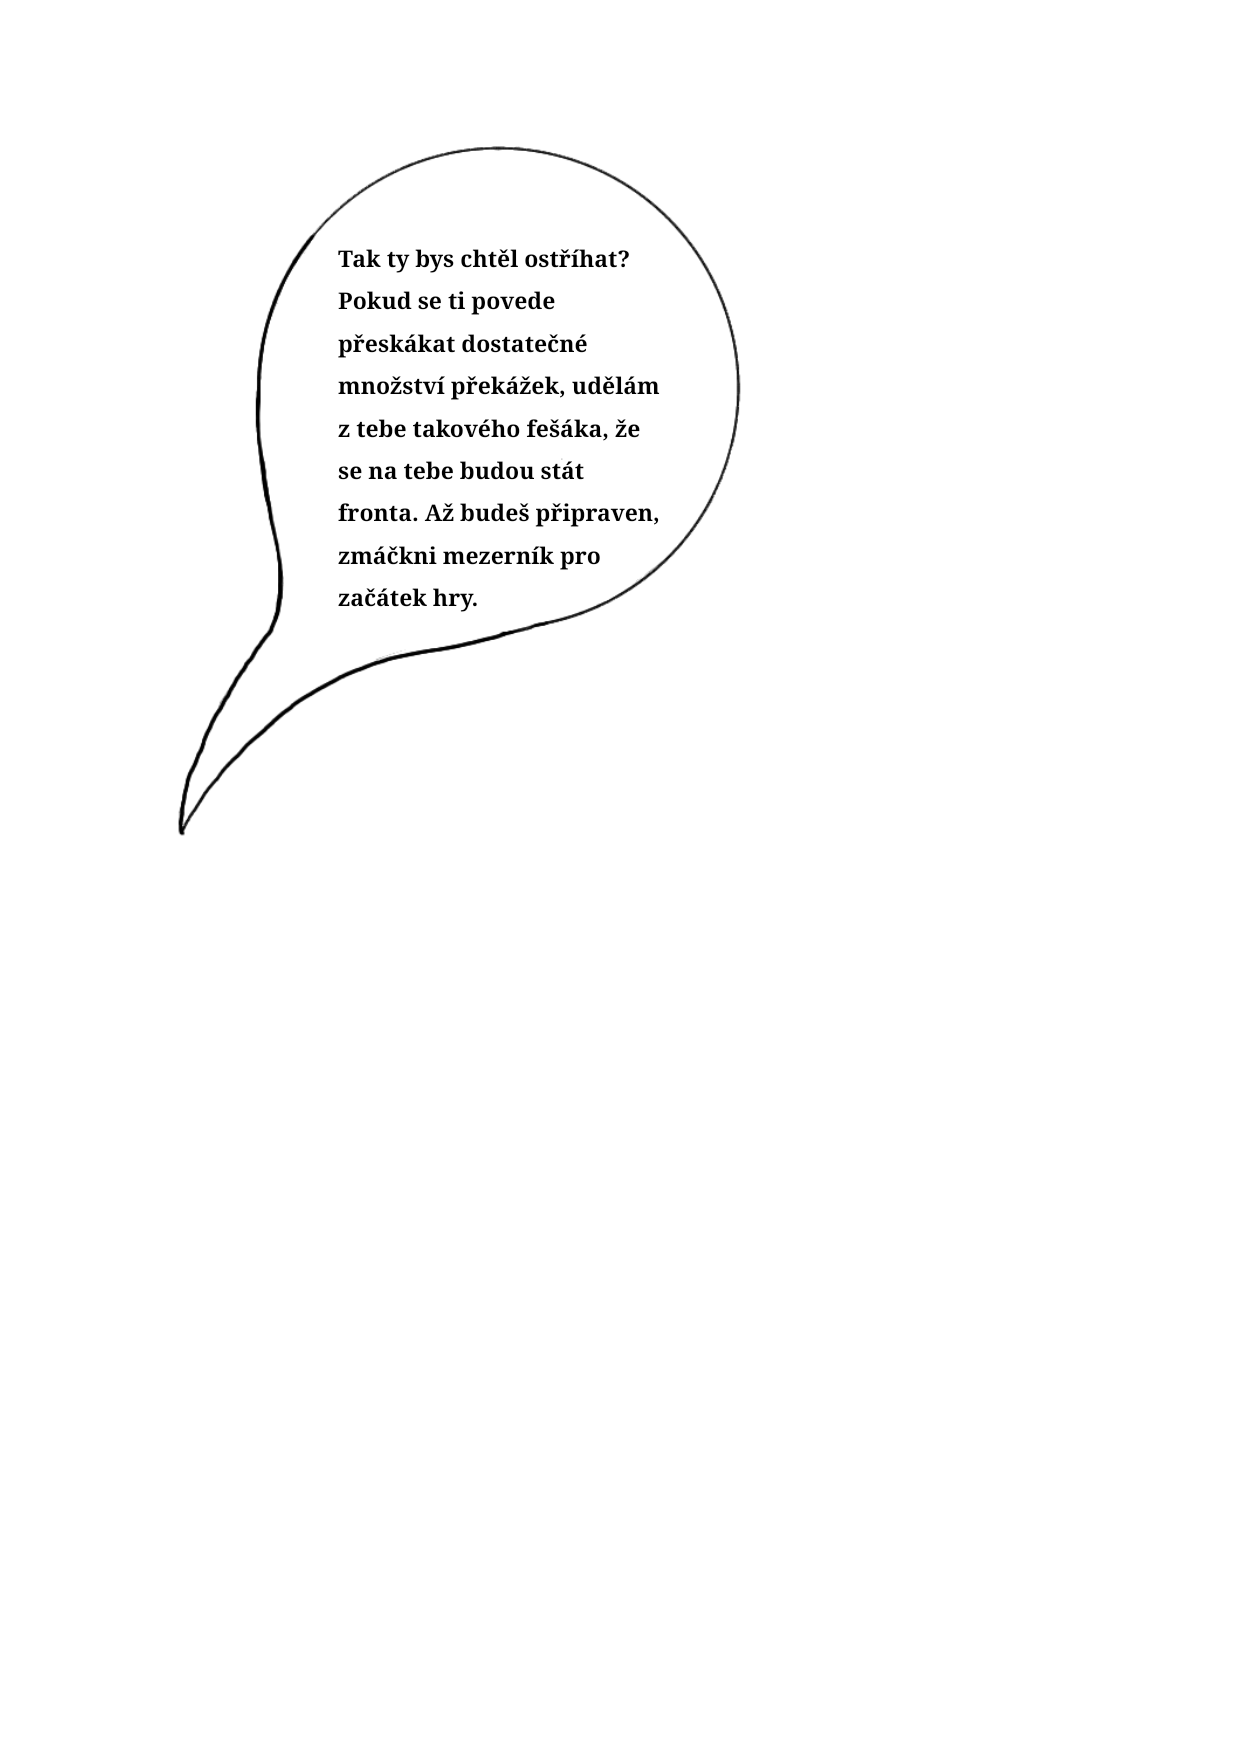 Tak ty bys chtěl ostříhat?
Pokud se ti povede
přeskákat dostatečné
množství překážek, udělám
z tebe takového fešáka, že
se na tebe budou stát
fronta. Až budeš připraven,
zmáčkni mezerník pro
začátek hry.